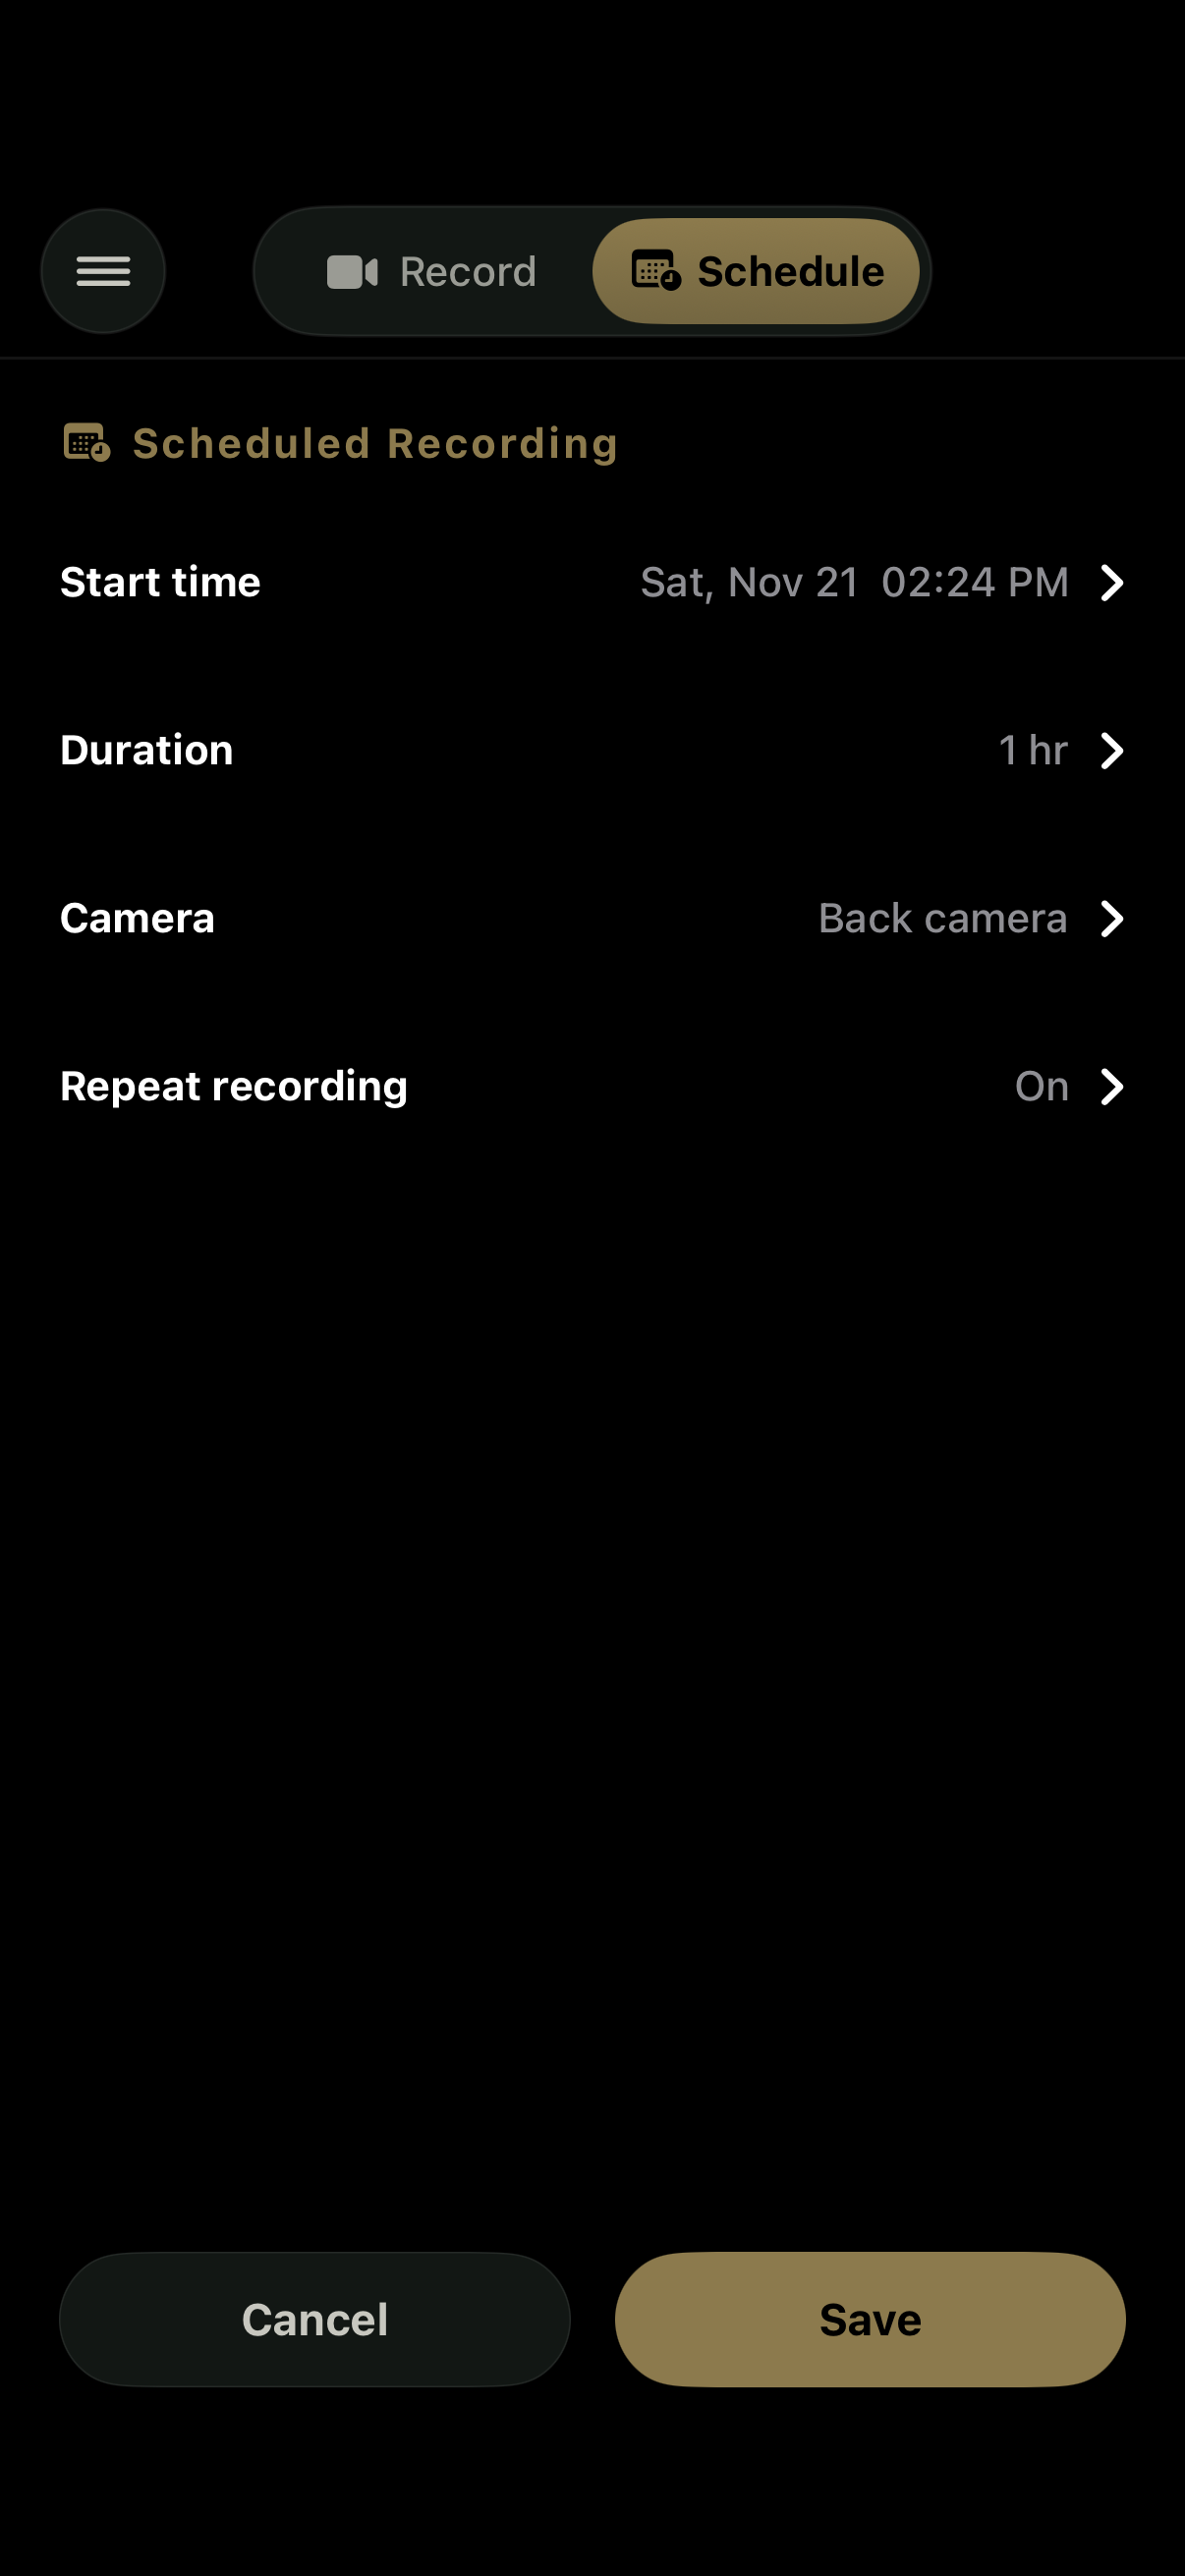 Record
Schedule
Scheduled Recording
Start time
Sat, Nov 21  02:24 PM
Duration
1 hr
Camera
Back camera
Repeat recording
On
Cancel
Save